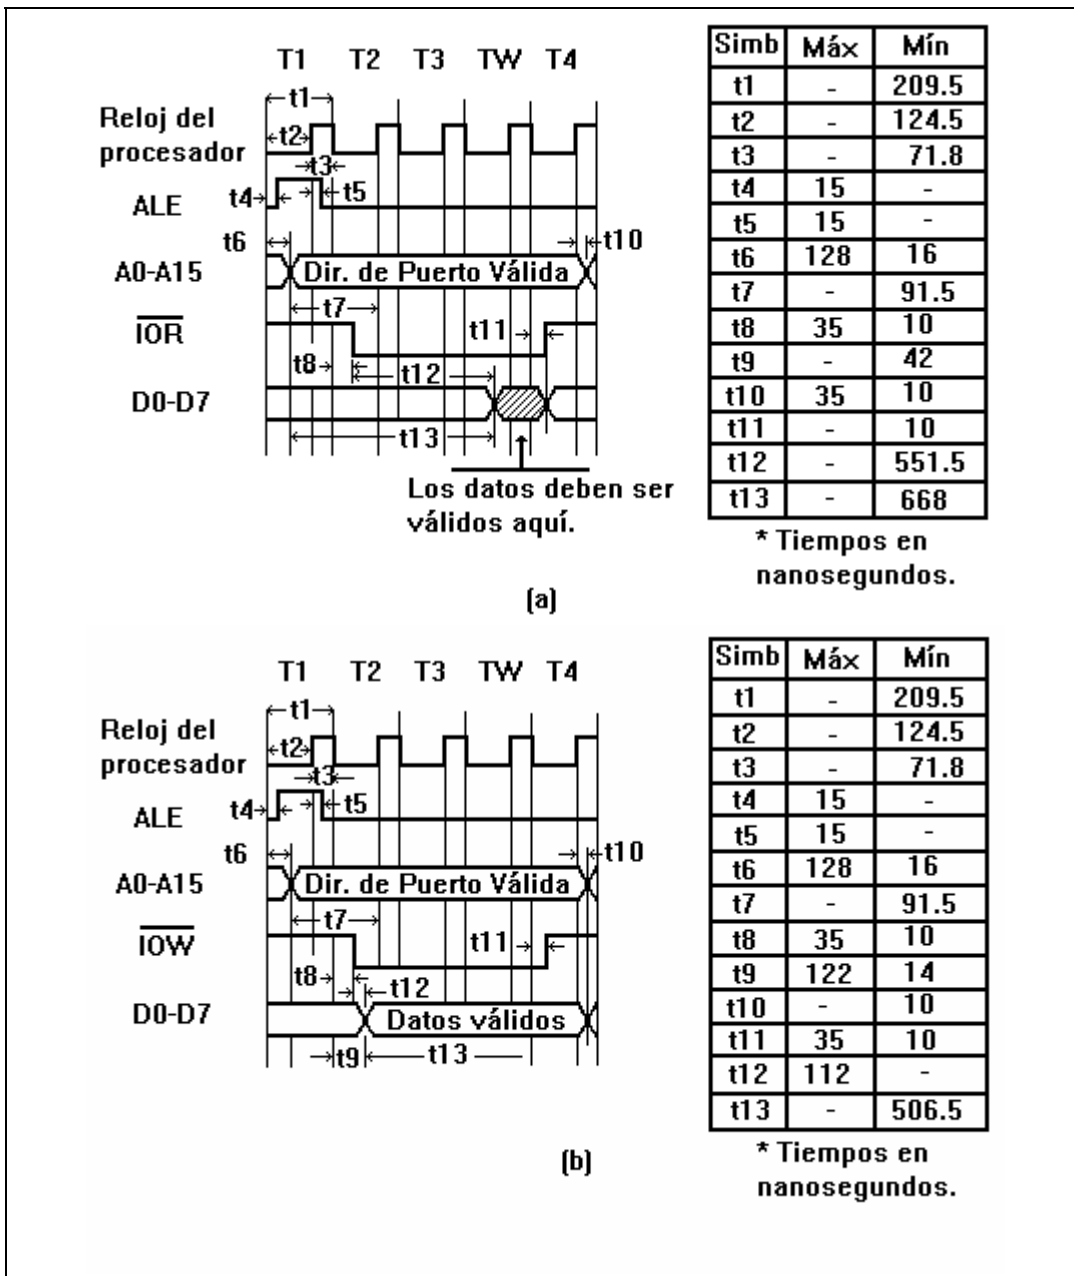 T1 T2 T3 TW T4
t1
Reloj del
procesador
t2
t3
ALE
t4
t5
t6
t10
A0-A15
Dir. de Puerto Válida
t7
IOR
t11
t8
t12
D0-D7
t13
Los datos deben ser
válidos aquí.
(a)
Simb Máx Mín
t1 - 209.5
t2 - 124.5
t3 - 71.8
t4 15 -
t5 15 -
t6 128 16
t7 - 91.5
t8 35 10
t9 - 42
t10 35 10
t11 - 10
t12 - 551.5
t13 - 668
* Tiempos en
nanosegundos.
T1 T2 T3 TW T4
t1
Reloj del
procesador
t2
t3
ALE
t4
t5
t6
t10
A0-A15
Dir. de Puerto Válida
t7
IOW
t11
t8
t12
D0-D7
Datos válidos
t9
t13
(b)
Simb Máx Mín
t1 - 209.5
t2 - 124.5
t3 - 71.8
t4 15 -
t5 15 -
t6 128 16
t7 - 91.5
t8 35 10
t9 122 14
t10 - 10
t11 35 10
t12 112 -
t13 - 506.5
* Tiempos en
nanosegundos.